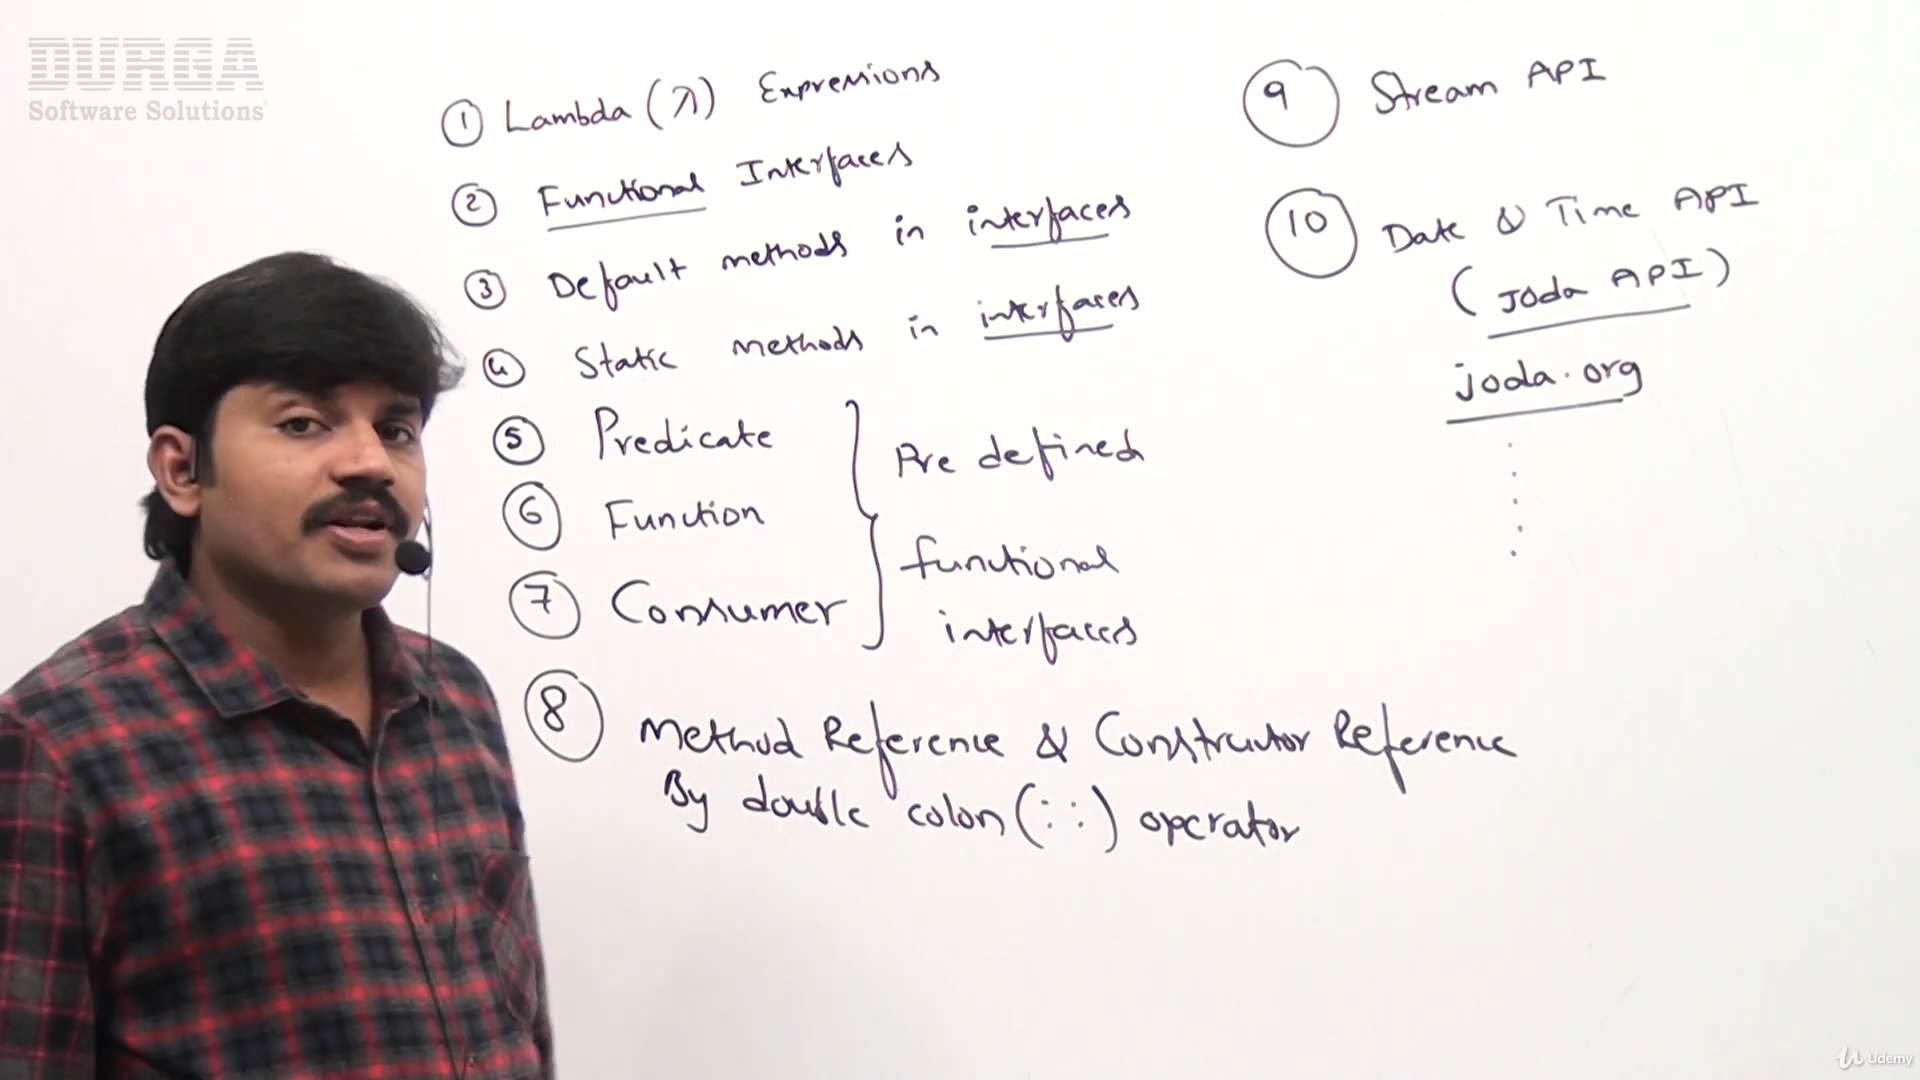 DURGA
Software Solutions
① Lambda (λ) Expressions
② Functional Interfaces
③ Default methods in interfaces
④ Static methods in interfaces
⑤ Predicate
⑥ Function
⑦ Consumer
Pre defined
functional
interfaces
⑧ Method Reference & Constructor Reference
By double colon (::) operator
⑨ Stream API
⑩ Date & Time API
(Joda API)
joda.org
Udemy